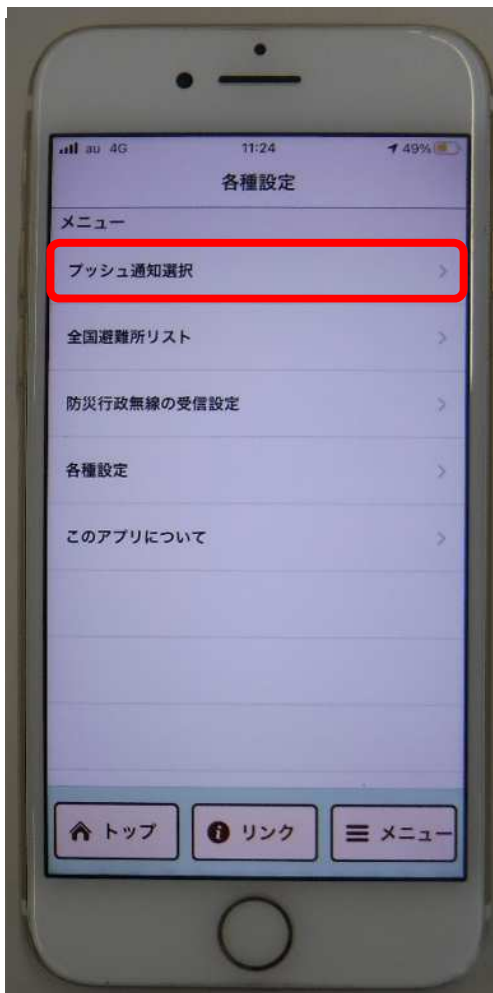 au 4G 11:24 49%
各種設定
メニュー
プッシュ通知選択
全国避難所リスト
防災行政無線の受信設定
各種設定
このアプリについて
トップ リンク メニュー